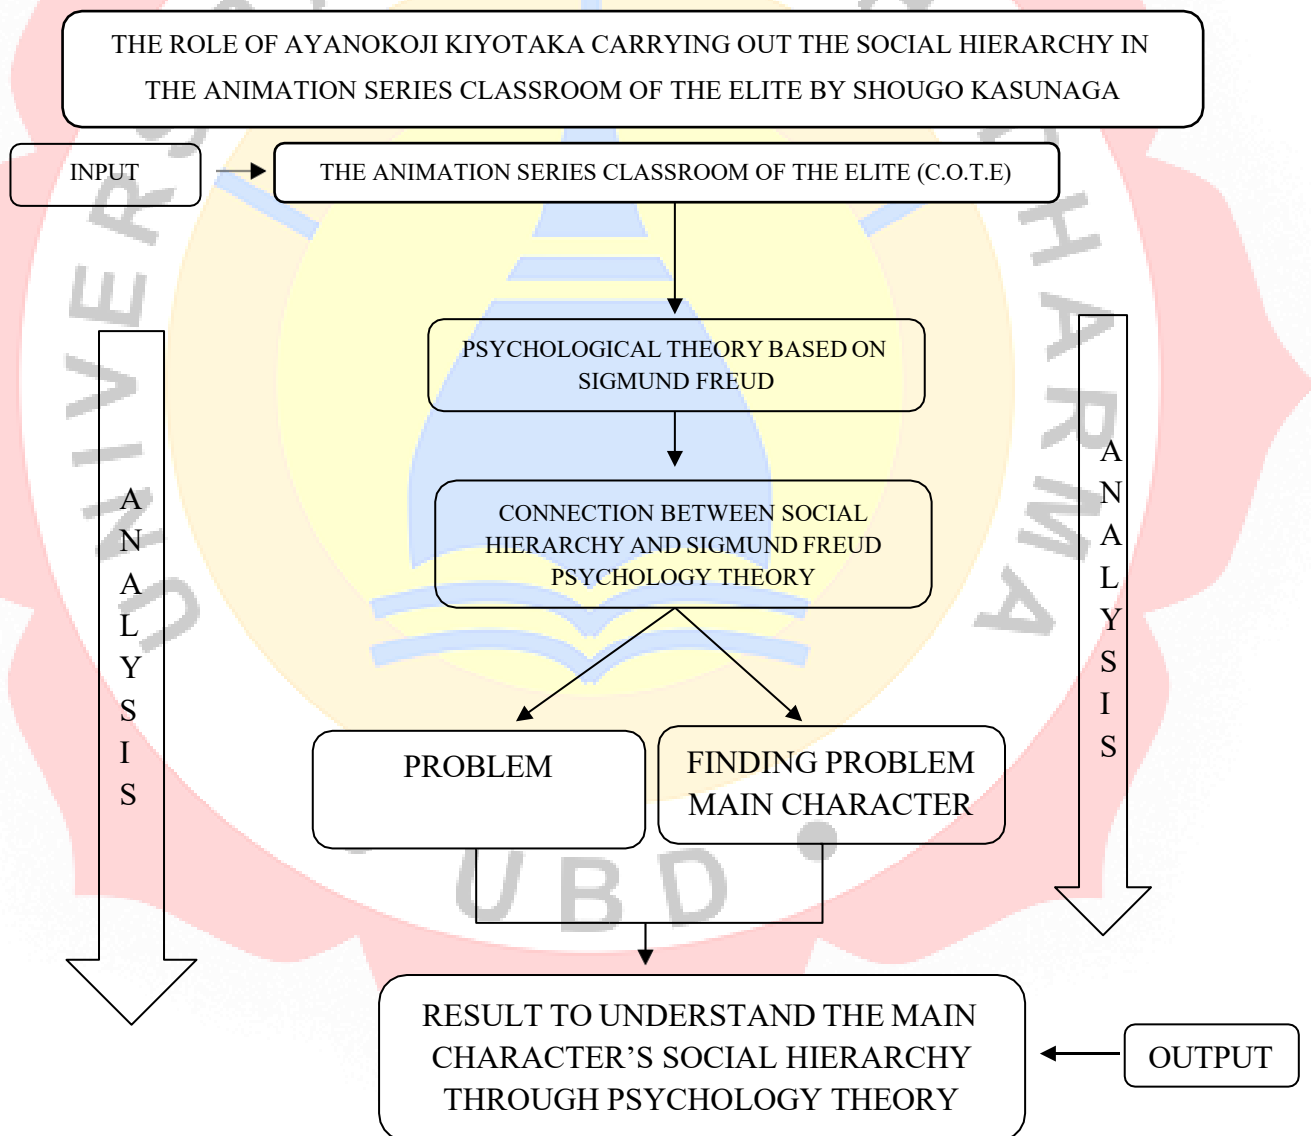 THE ROLE OF AYANOKOJI KIYOTAKA CARRYING OUT THE SOCIAL HIERARCHY IN
THE ANIMATION SERIES CLASSROOM OF THE ELITE BY SHOUGO KASUNAGA
INPUT
THE ANIMATION SERIES CLASSROOM OF THE ELITE (C.O.T.E)
PSYCHOLOGICAL THEORY BASED ON
SIGMUND FREUD
CONNECTION BETWEEN SOCIAL
HIERARCHY AND SIGMUND FREUD
PSYCHOLOGY THEORY
A
N
A
L
Y
S
I
S
A
N
A
L
Y
S
I
S
PROBLEM
FINDING PROBLEM
MAIN CHARACTER
RESULT TO UNDERSTAND THE MAIN
CHARACTER’S SOCIAL HIERARCHY
THROUGH PSYCHOLOGY THEORY
OUTPUT
UBD